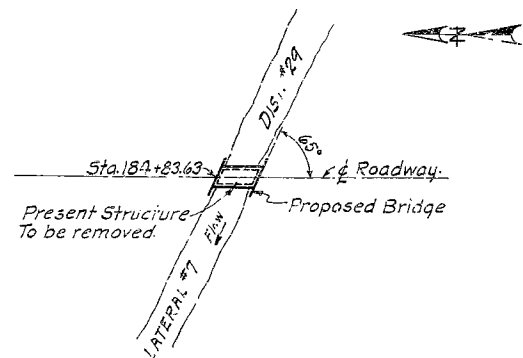 N
DIST. #29
65°
Sta. 184+83.63
℄ Roadway.
Present Structure
To be removed.
Proposed Bridge
Flow
LATERAL #7